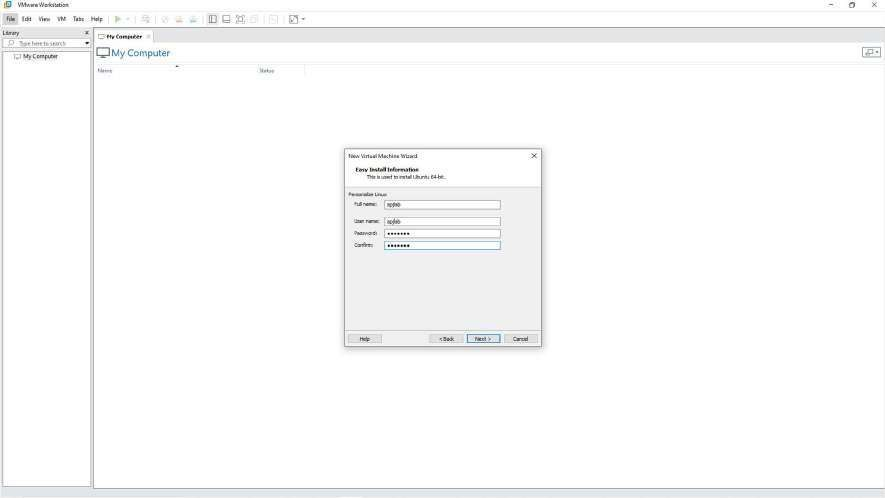 VMware Workstation
File Edit View VM Tabs Help
Library
Type here to search
My Computer
My Computer
My Computer
Name Status
New Virtual Machine Wizard
Easy Install Information
This is used to install Ubuntu 64-bit.
Personalize Linux
Full name:
User name:
Password: •••••••
Confirm: •••••••
Help < Back Next > Cancel